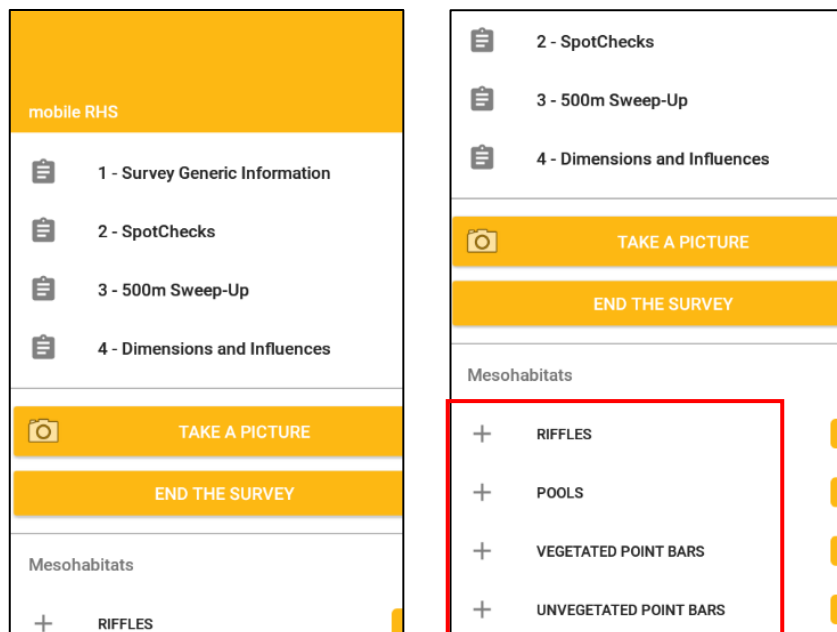 mobile RHS
1 - Survey Generic Information
2 - SpotChecks
3 - 500m Sweep-Up
4 - Dimensions and Influences
TAKE A PICTURE
END THE SURVEY
Mesohabitats
RIFFLES
2 - SpotChecks
3 - 500m Sweep-Up
4 - Dimensions and Influences
TAKE A PICTURE
END THE SURVEY
Mesohabitats
RIFFLES
POOLS
VEGETATED POINT BARS
UNVEGETATED POINT BARS